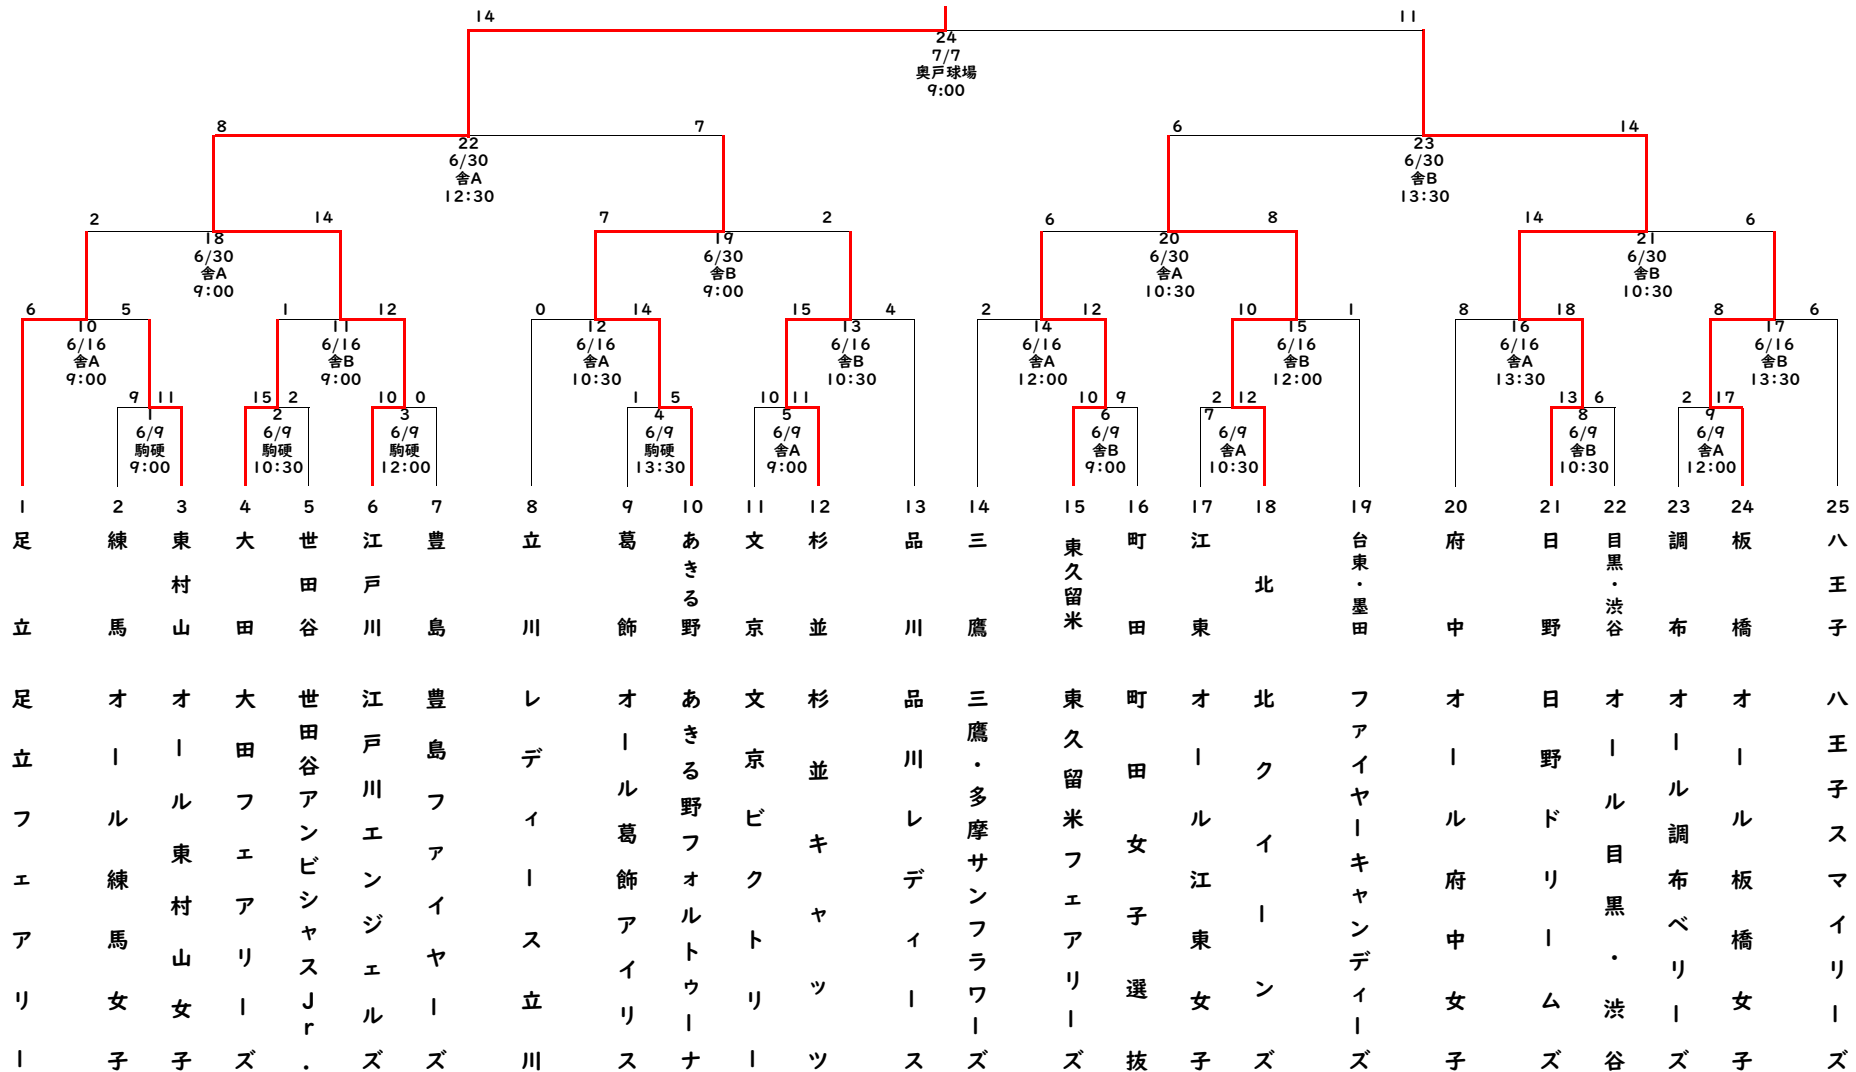 14 11
24
7/7
奥戸球場
9:00
8 7 6 14
22 23
6/30 6/30
舎A 舎B
12:30 13:30
2 14 7 2 6 8 14 6
18 19 20 21
6/30 6/30 6/30 6/30
舎A 舎B 舎A 舎B
9:00 9:00 10:30 10:30
6 5 1 12 0 14 15 4 2 12 10 1 8 18 8 6
10 11 12 13 14 15 16 17
6/16 6/16 6/16 6/16 6/16 6/16 6/16 6/16
舎A 舎B 舎A 舎B 舎A 舎B 舎A 舎B
9:00 9:00 10:30 10:30 12:00 12:00 13:30 13:30
9 11 15 2 10 0 1 5 10 11 10 9 2 12 13 6 2 17
1 2 3 4 5 6 7 8 9
6/9 6/9 6/9 6/9 6/9 6/9 6/9 6/9 6/9
駒硬 駒硬 駒硬 駒硬 舎A 舎B 舎A 舎B 舎A
9:00 10:30 12:00 13:30 9:00 9:00 10:30 10:30 12:00
1 2 3 4 5 6 7 8 9 10 11 12 13 14 15 16 17 18 19 20 21 22 23 24 25
足立
練馬
東村山
大田
世田谷
江戸川
豊島
立川
葛飾
あきる野
文京
杉並
品川
三鷹
東久留米
町田
江東
北
台東・墨田
府中
日野
目黒・渋谷
調布
板橋
八王子
足立フェアリー
オール練馬女子
オール東村山女子
大田フェアリーズ
世田谷アンビシャスJr.
江戸川エンジェルズ
豊島ファイヤーズ
レディース立川
オール葛飾アイリス
あきる野フォルトゥーナ
文京ビクトリー
杉並キャッツ
品川レディース
三鷹・多摩サンフラワーズ
東久留米フェアリーズ
町田女子選抜
オール江東女子
北クイーンズ
ファイヤーキャンディーズ
オール府中女子
日野ドリームズ
オール目黒・渋谷
オール調布ベリーズ
オール板橋女子
八王子スマイリーズ